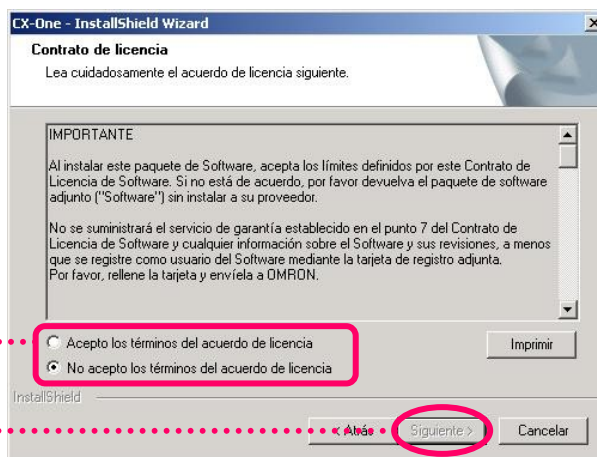 CX-One - InstallShield Wizard
Contrato de licencia
Lea cuidadosamente el acuerdo de licencia siguiente.
IMPORTANTE
Al instalar este paquete de Software, acepta los límites definidos por este Contrato de
Licencia de Software. Si no está de acuerdo, por favor devuelva el paquete de software
adjunto ("Software") sin instalar a su proveedor.
No se suministrará el servicio de garantía establecido en el punto 7 del Contrato de
Licencia de Software y cualquier información sobre el Software y sus revisiones, a menos
que se registre como usuario del Software mediante la tarjeta de registro adjunta.
Por favor, rellene la tarjeta y envíela a OMRON.
Acepto los términos del acuerdo de licencia
Imprimir
No acepto los términos del acuerdo de licencia
InstallShield
< Atrás
Siguiente >
Cancelar